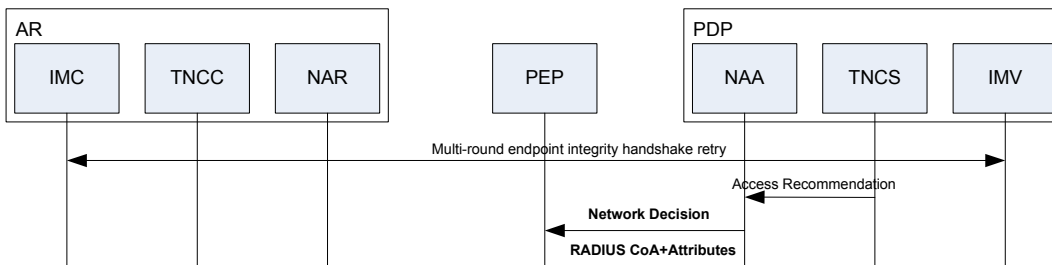 AR
PDP
IMC
TNCC
NAR
PEP
NAA
TNCS
IMV
Multi-round endpoint integrity handshake retry
Access Recommendation
Network Decision
RADIUS CoA+Attributes